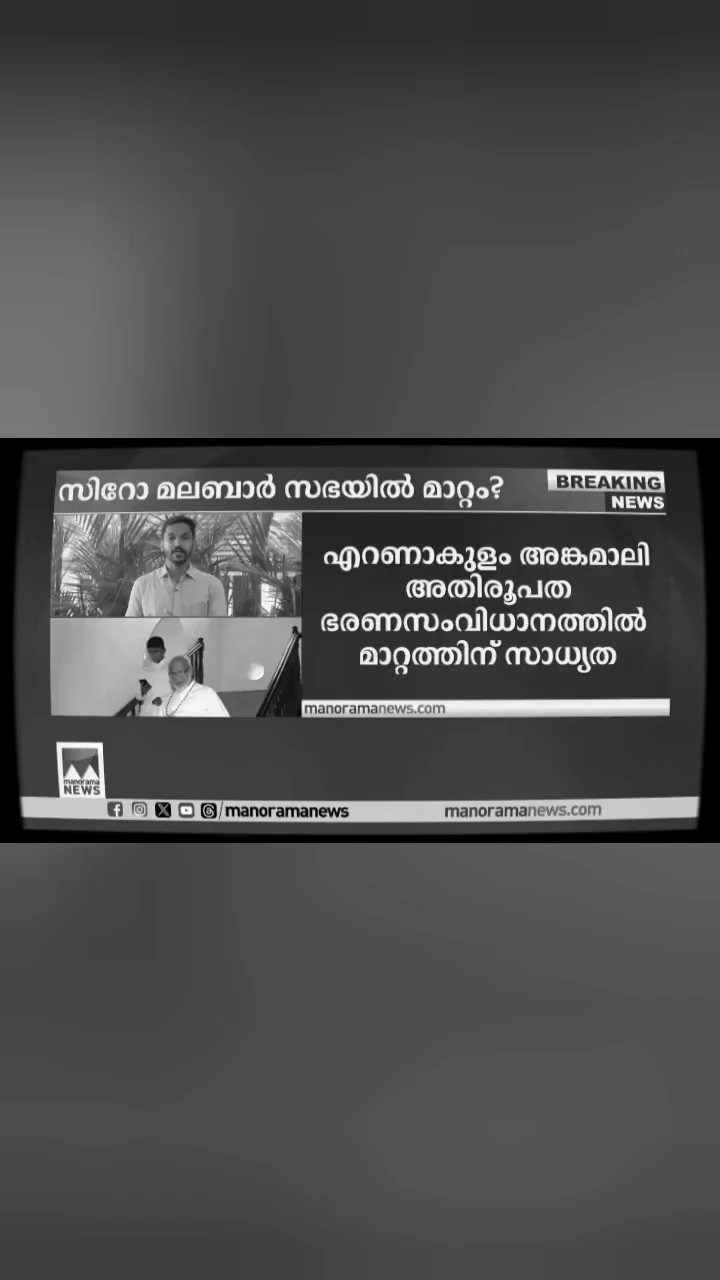 സിറോ മലബാർ സഭയിൽ മാറ്റം?
BREAKING
NEWS
എറണാകുളം അങ്കമാലി
അതിരൂപത
ഭരണസംവിധാനത്തിൽ
മാറ്റത്തിന് സാധ്യത
manoramanews.com
manorama
NEWS
/manoramanews
manoramanews.com